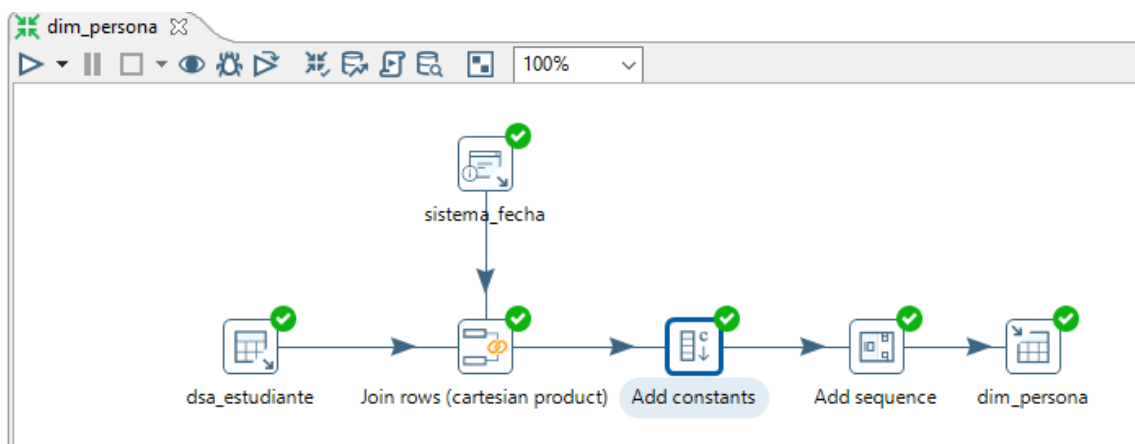 dim_persona
100%
sistema_fecha
dsa_estudiante
Join rows (cartesian product)
Add constants
Add sequence
dim_persona